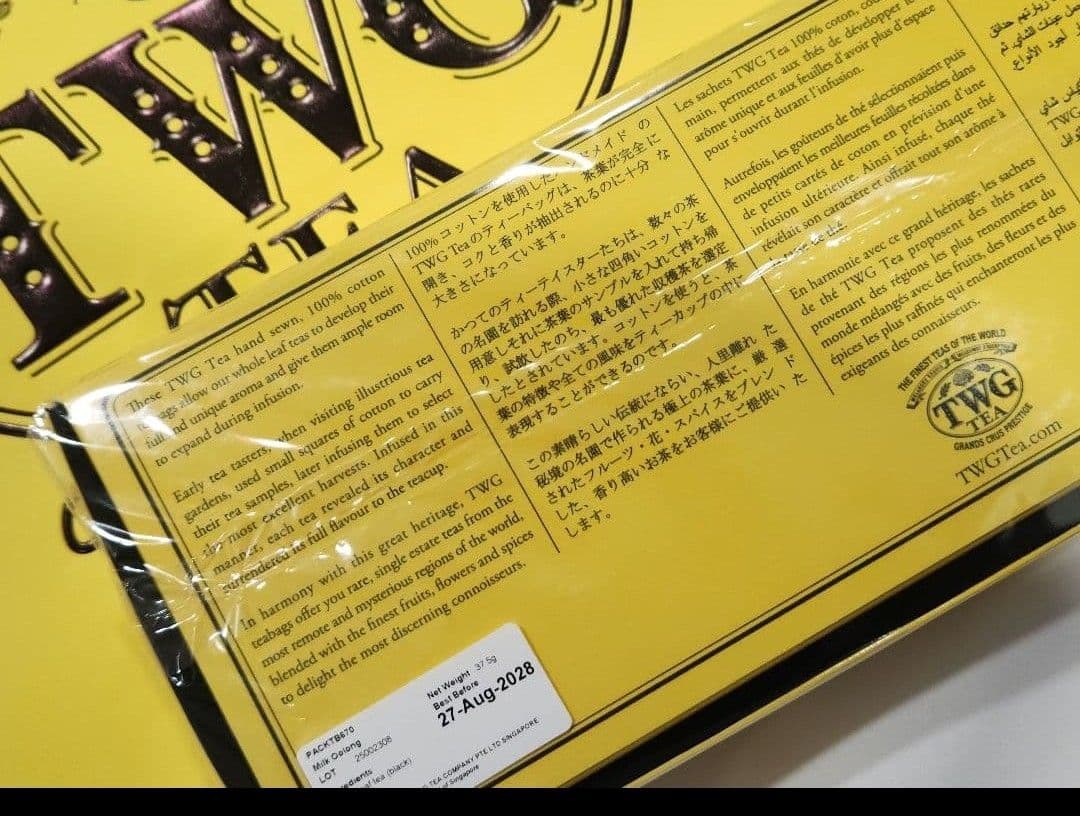 TWG
TEA
These TWG Tea hand sewn, 100% cotton
allow our whole leaf teas to develop their
full and unique aroma and give them ample room
to expand during infusion.
Early tea tasters, when visiting illustrious tea
gardens, used small squares of cotton to carry
their tea samples, later infusing them to select
the most excellent harvests. Infused in this
manner, each tea revealed its character and
surrendered its full flavour to the teacup.
In harmony with this great heritage, TWG
teabags offer you rare, single estate teas from the
most remote and mysterious regions of the world,
blended with the finest fruits, flowers and spices
to delight the most discerning connoisseurs.
100%コットンを使用したハンドメイドの
TWG Teaのティーバッグは、茶葉が完全に
開き、コクと香りが抽出されるのに十分な
大きさになっています。
かつてのティーテイスターたちは、数々の茶
の名園を訪れる際、小さな四角いコットンを
用意しそれに茶葉のサンプルを入れて持ち帰
り、試飲したのち、最も優れた収穫茶を選定
したとされています。コットンを使うと、茶
葉の特徴や全ての風味をティーカップの中に
表現することができるのです。
この素晴らしい伝統にならい、人里離れた
秘境の名園で作られる極上の茶葉に、厳選
されたフルーツ・花・スパイスをブレンド
した、香り高いお茶をお客様にご提供いた
します。
Les sachets TWG Tea 100% coton,
main, permettent aux thés de développer
arôme unique et aux feuilles d'avoir plus d'espace
pour s'ouvrir durant l'infusion.
Autrefois, les goûteurs de thé sélectionnaient puis
enveloppaient les meilleures feuilles récoltées dans
de petits carrés de coton en prévision d'une
infusion ultérieure. Ainsi infusé, chaque thé
révélait son caractère et offrait tout son arôme à
de thé.
En harmonie avec ce grand héritage, les sachets
de thé TWG Tea proposent des thés rares
provenant des régions les plus renommées du
monde mélangés avec des fruits, des fleurs et des
épices les plus raffinés qui enchanteront les plus
exigeants des connaisseurs.
THE FINEST TEAS OF THE WORLD
TWG
TEA
GRANDS CRUS PRESTIGE
TWGTea.com
PACKTB670
Milk Oolong
LOT 25002308
Net Weight 37.5g
Best Before
27-Aug-2028
tea (black)
TEA COMPANY PTE LTD SINGAPORE
of Singapore